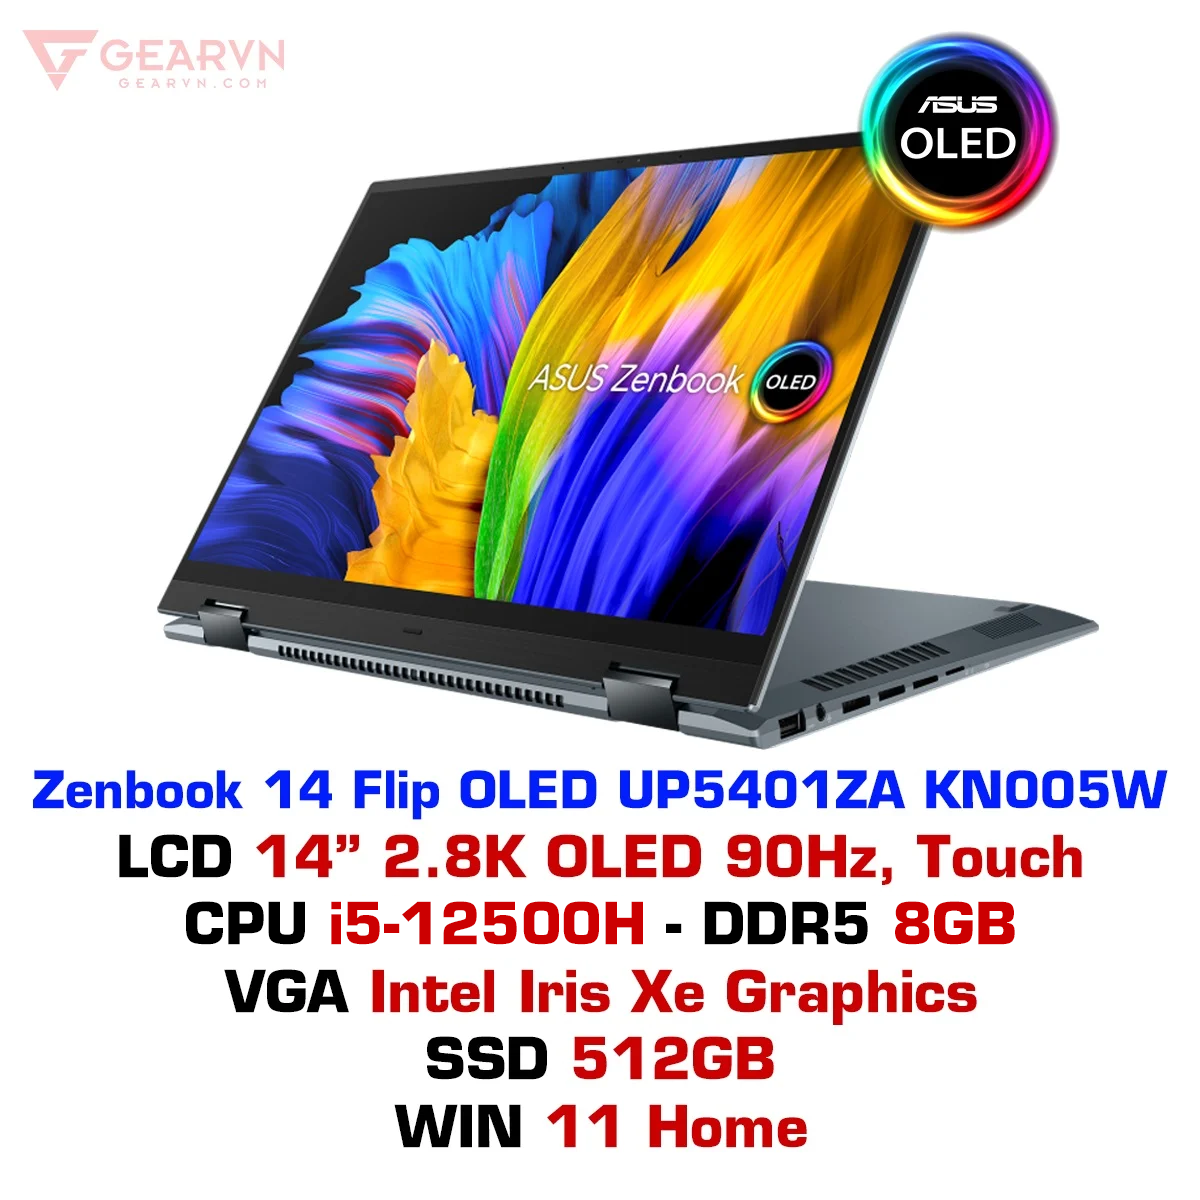 GEARVN
GEARVN.COM
ASUS
OLED
ASUS Zenbook OLED
Zenbook 14 Flip OLED UP5401ZA KN005W
LCD 14” 2.8K OLED 90Hz, Touch
CPU i5-12500H - DDR5 8GB
VGA Intel Iris Xe Graphics
SSD 512GB
WIN 11 Home